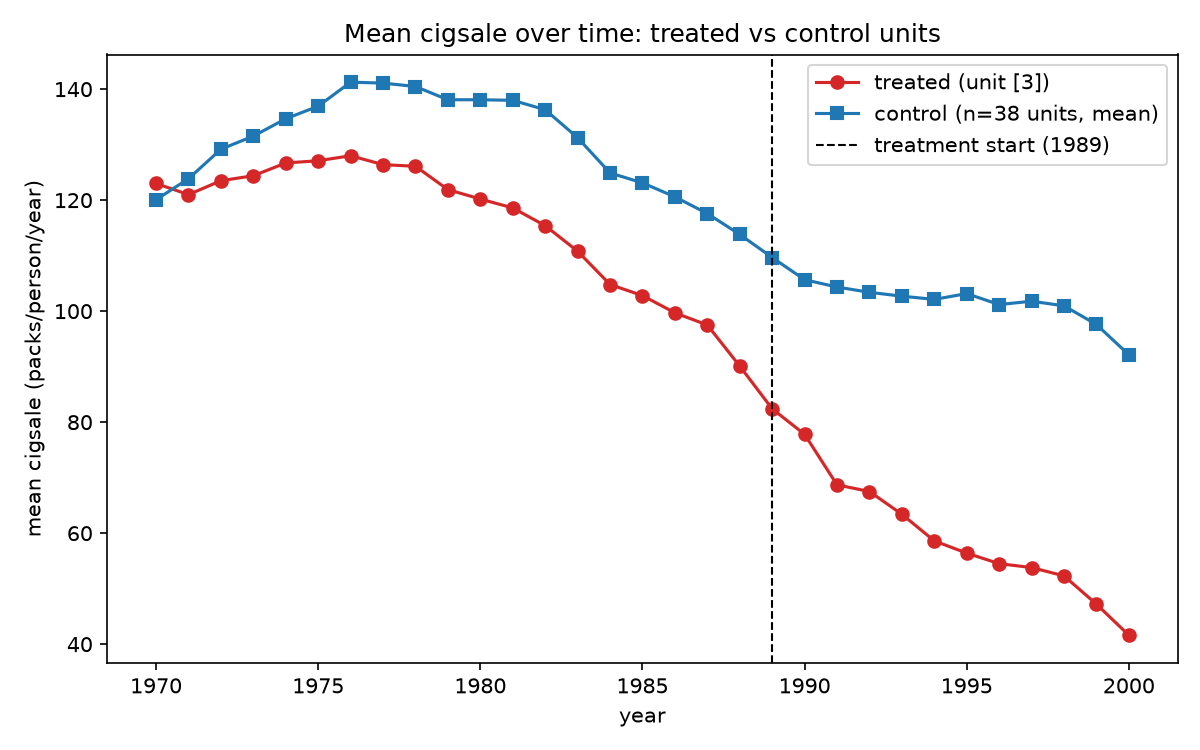 Mean cigsale over time: treated vs control units
treated (unit [3])
control (n=38 units, mean)
treatment start (1989)
mean cigsale (packs/person/year)
140
120
100
80
60
40
1970
1975
1980
1985
1990
1995
2000
year